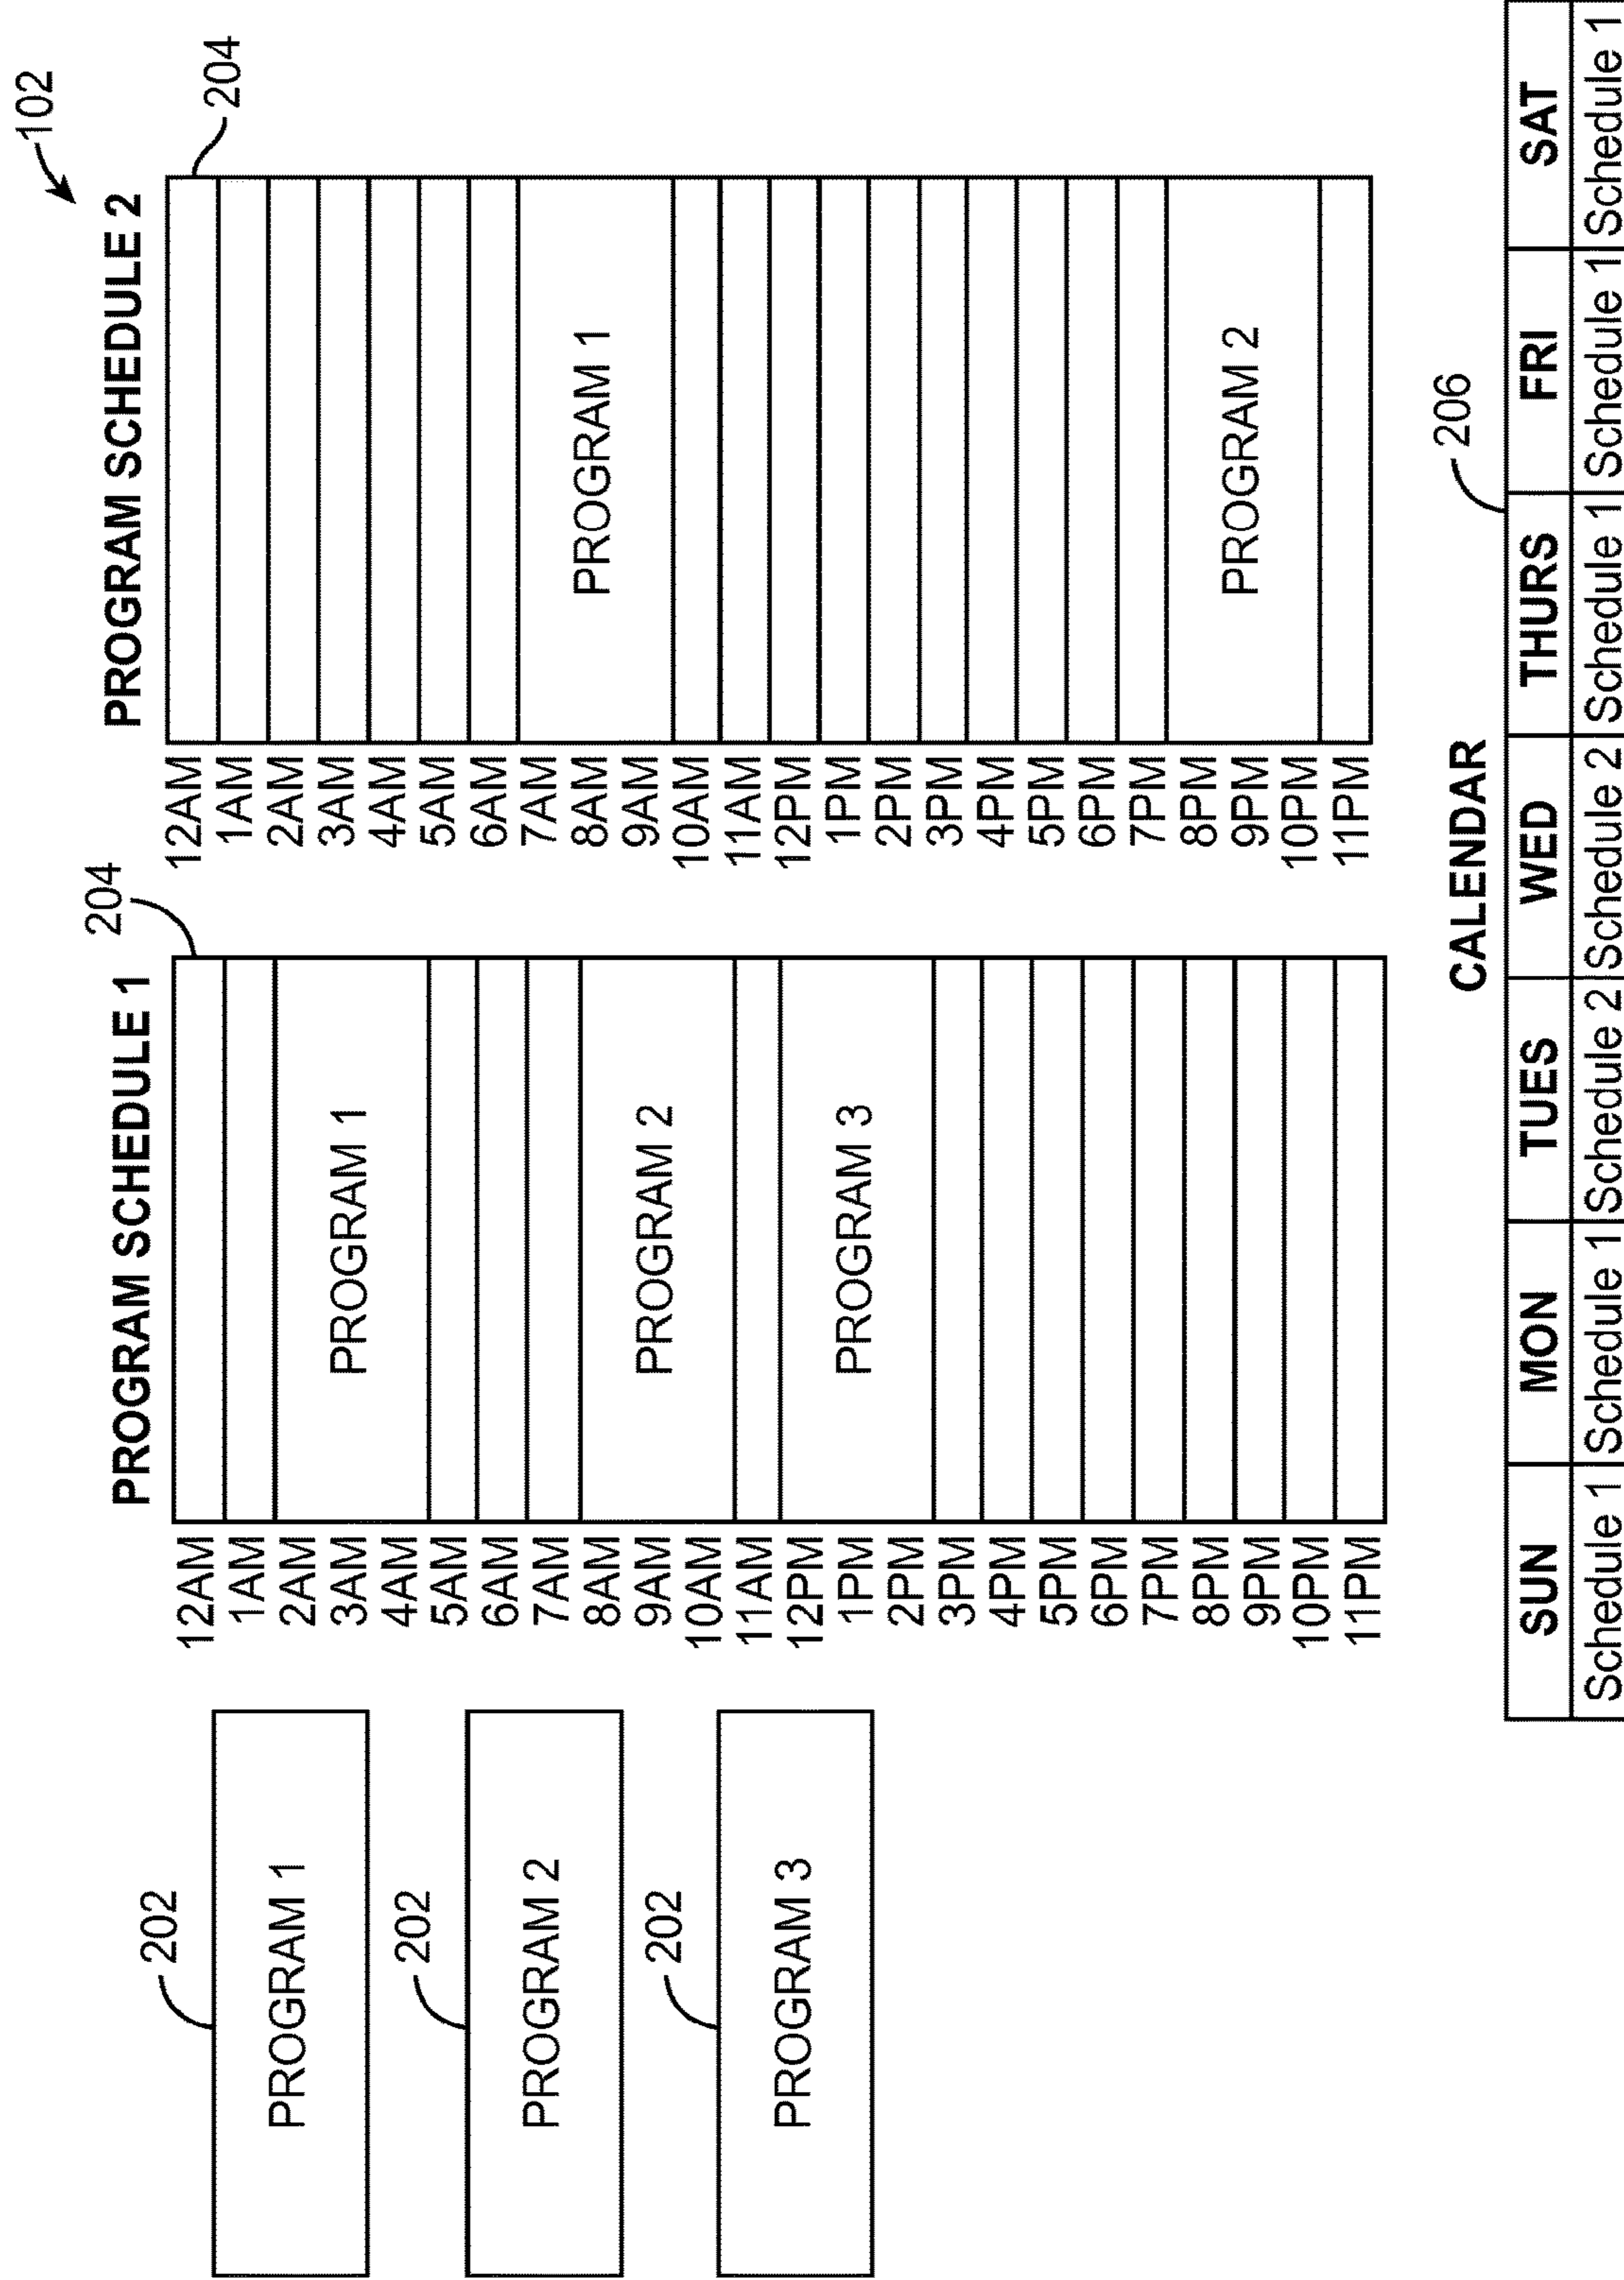 102
202
PROGRAM 1
202
PROGRAM 2
202
PROGRAM 3
PROGRAM SCHEDULE 1
204
12AM
1AM
2AM
3AM
4AM
5AM
6AM
7AM
8AM
9AM
10AM
11AM
12PM
1PM
2PM
3PM
4PM
5PM
6PM
7PM
8PM
9PM
10PM
11PM
PROGRAM 1
PROGRAM 2
PROGRAM 3
PROGRAM SCHEDULE 2
204
12AM
1AM
2AM
3AM
4AM
5AM
6AM
7AM
8AM
9AM
10AM
11AM
12PM
1PM
2PM
3PM
4PM
5PM
6PM
7PM
8PM
9PM
10PM
11PM
PROGRAM 1
PROGRAM 2
CALENDAR
206
SUN MON TUES WED THURS FRI SAT
Schedule 1 Schedule 1 Schedule 2 Schedule 2 Schedule 1 Schedule 1 Schedule 1